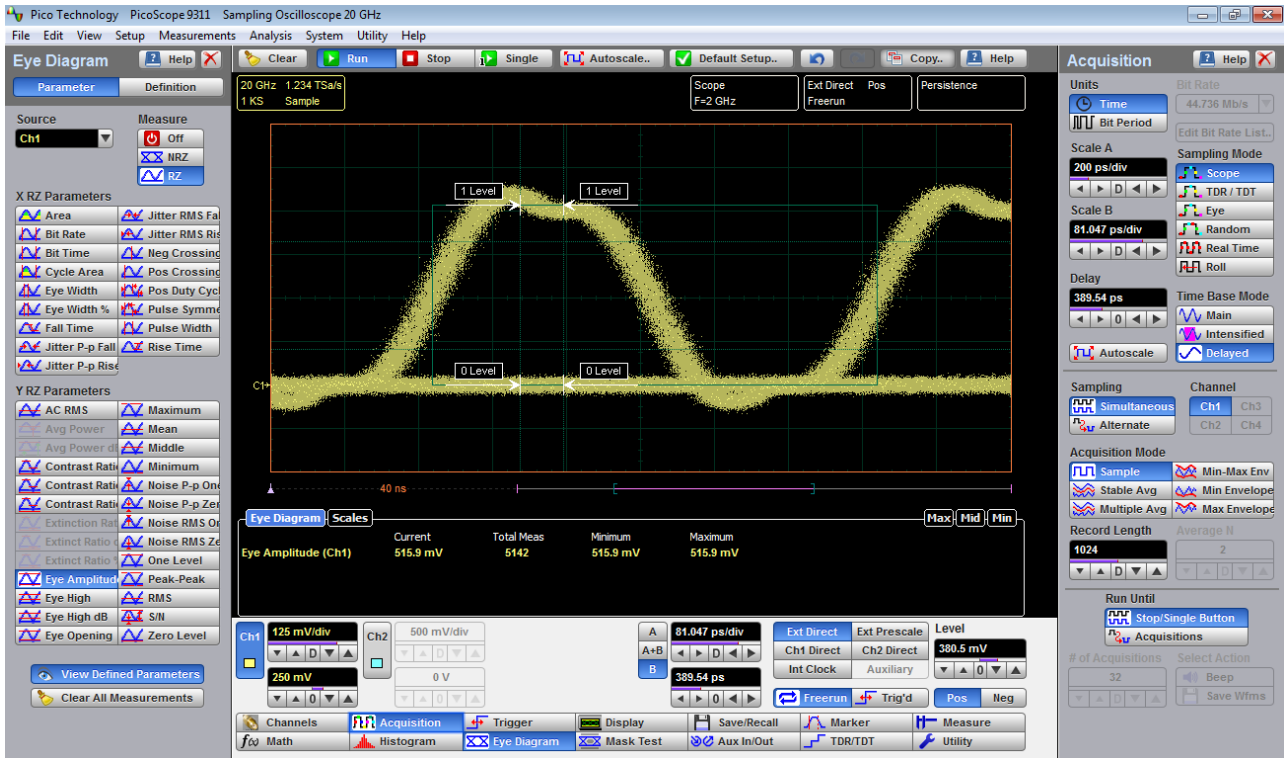 Pico Technology PicoScope 9311 Sampling Oscilloscope 20 GHz
File Edit View Setup Measurements Analysis System Utility Help
Eye Diagram Help
Parameter Definition
Source Measure
Ch1 Off
NRZ
RZ
X RZ Parameters
Area Jitter RMS Fal
Bit Rate Jitter RMS Ris
Bit Time Neg Crossing
Cycle Area Pos Crossing
Eye Width Pos Duty Cycl
Eye Width % Pulse Symme
Fall Time Pulse Width
Jitter P-p Fall Rise Time
Jitter P-p Rise
Y RZ Parameters
AC RMS Maximum
Avg Power Mean
Avg Power dB Middle
Contrast Rati Minimum
Contrast Rati Noise P-p One
Contrast Rati Noise P-p Zer
Extinction Rat Noise RMS On
Extinct Ratio Noise RMS Ze
Extinct Ratio One Level
Eye Amplitud Peak-Peak
Eye High RMS
Eye High dB S/N
Eye Opening Zero Level
View Defined Parameters
Clear All Measurements
Clear Run Stop Single Autoscale.. Default Setup.. Copy.. Help
20 GHz 1.234 TSa/s
1 KS Sample
Scope
F=2 GHz
Ext Direct Pos
Freerun
Persistence
1 Level 1 Level
0 Level 0 Level
C1
40 ns
Eye Diagram Scales Max Mid Min
Current Total Meas Minimum Maximum
Eye Amplitude (Ch1) 515.9 mV 5142 515.9 mV 515.9 mV
Ch1 125 mV/div Ch2 500 mV/div A 81.047 ps/div Ext Direct Ext Prescale Level
D D A+B D Ch1 Direct Ch2 Direct 380.5 mV
250 mV 0 V B 389.54 ps Int Clock Auxiliary 0
0 0 0 Freerun Trig'd Pos Neg
Channels Acquisition Trigger Display Save/Recall Marker Measure
f(x) Math Histogram Eye Diagram Mask Test Aux In/Out TDR/TDT Utility
Acquisition Help
Units Bit Rate
Time 44.736 Mb/s
Bit Period Edit Bit Rate List..
Scale A Sampling Mode
200 ps/div Scope
D TDR / TDT
Scale B Eye
81.047 ps/div Random
D Real Time
Roll
Delay
389.54 ps Time Base Mode
0 Main
Intensified
Autoscale Delayed
Sampling Channel
Simultaneous Ch1 Ch3
Alternate Ch2 Ch4
Acquisition Mode
Sample Min-Max Env
Stable Avg Min Envelope
Multiple Avg Max Envelope
Record Length Average N
1024 2
D D
Run Until
Stop/Single Button
Acquisitions
# of Acquisitions Select Action
32 Beep
D Save Wfms